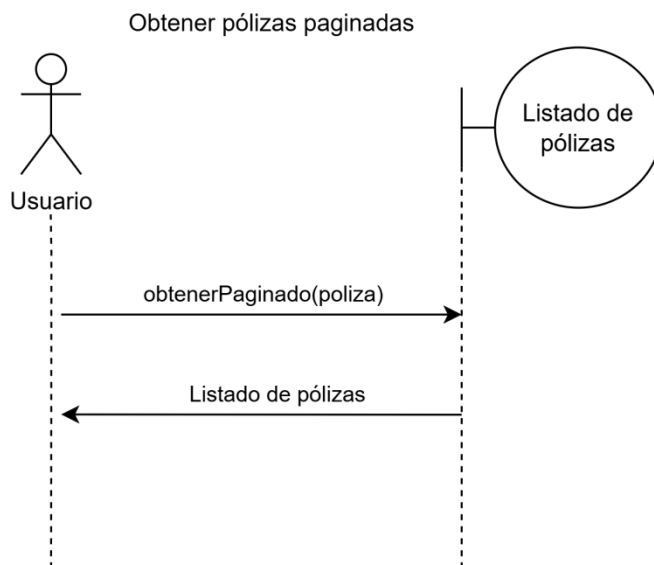 Obtener pólizas paginadas
Listado de
pólizas
Usuario
obtenerPaginado(poliza)
Listado de pólizas